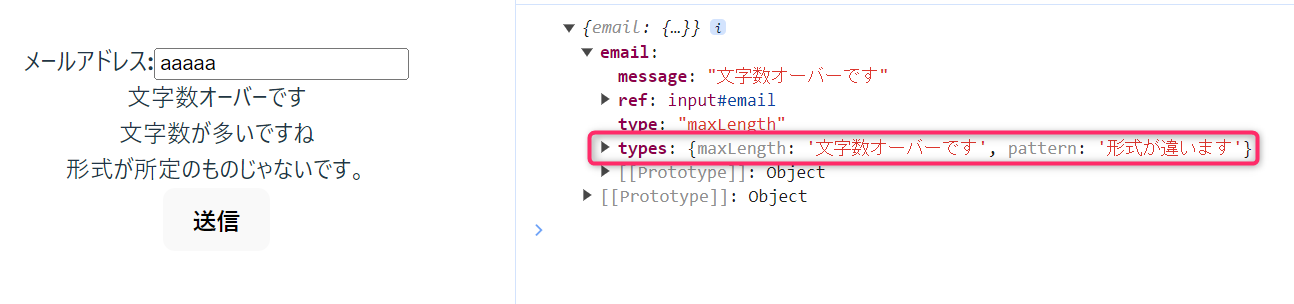 メールアドレス:aaaaa
文字数オーバーです
文字数が多いですね
形式が所定のものじゃないです。
送信
▼ {email: {…}} i
▼ email:
message: "文字数オーバーです"
▶ ref: input#email
type: "maxLength"
▶ types: {maxLength: '文字数オーバーです', pattern: '形式が違います'}
▶ [[Prototype]]: Object
▶ [[Prototype]]: Object
>